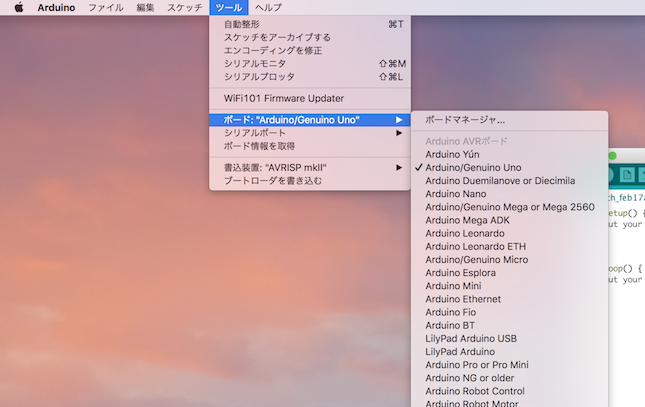 Arduino ファイル 編集 スケッチ ツール ヘルプ
自動整形 ⌘T
スケッチをアーカイブする
エンコーディングを修正
シリアルモニタ ⇧⌘M
シリアルプロッタ ⇧⌘L
WiFi101 Firmware Updater
ボード: "Arduino/Genuino Uno" ▶
シリアルポート ▶
ボード情報を取得
書込装置: "AVRISP mkII" ▶
ブートローダを書き込む
ボードマネージャ...
Arduino AVRボード
Arduino Yún
✓ Arduino/Genuino Uno
Arduino Duemilanove or Diecimila
Arduino Nano
Arduino/Genuino Mega or Mega 2560
Arduino Mega ADK
Arduino Leonardo
Arduino Leonardo ETH
Arduino/Genuino Micro
Arduino Esplora
Arduino Mini
Arduino Ethernet
Arduino Fio
Arduino BT
LilyPad Arduino USB
LilyPad Arduino
Arduino Pro or Pro Mini
Arduino NG or older
Arduino Robot Control
Arduino Robot Motor
etup() {
ut your
oop() {
ut your